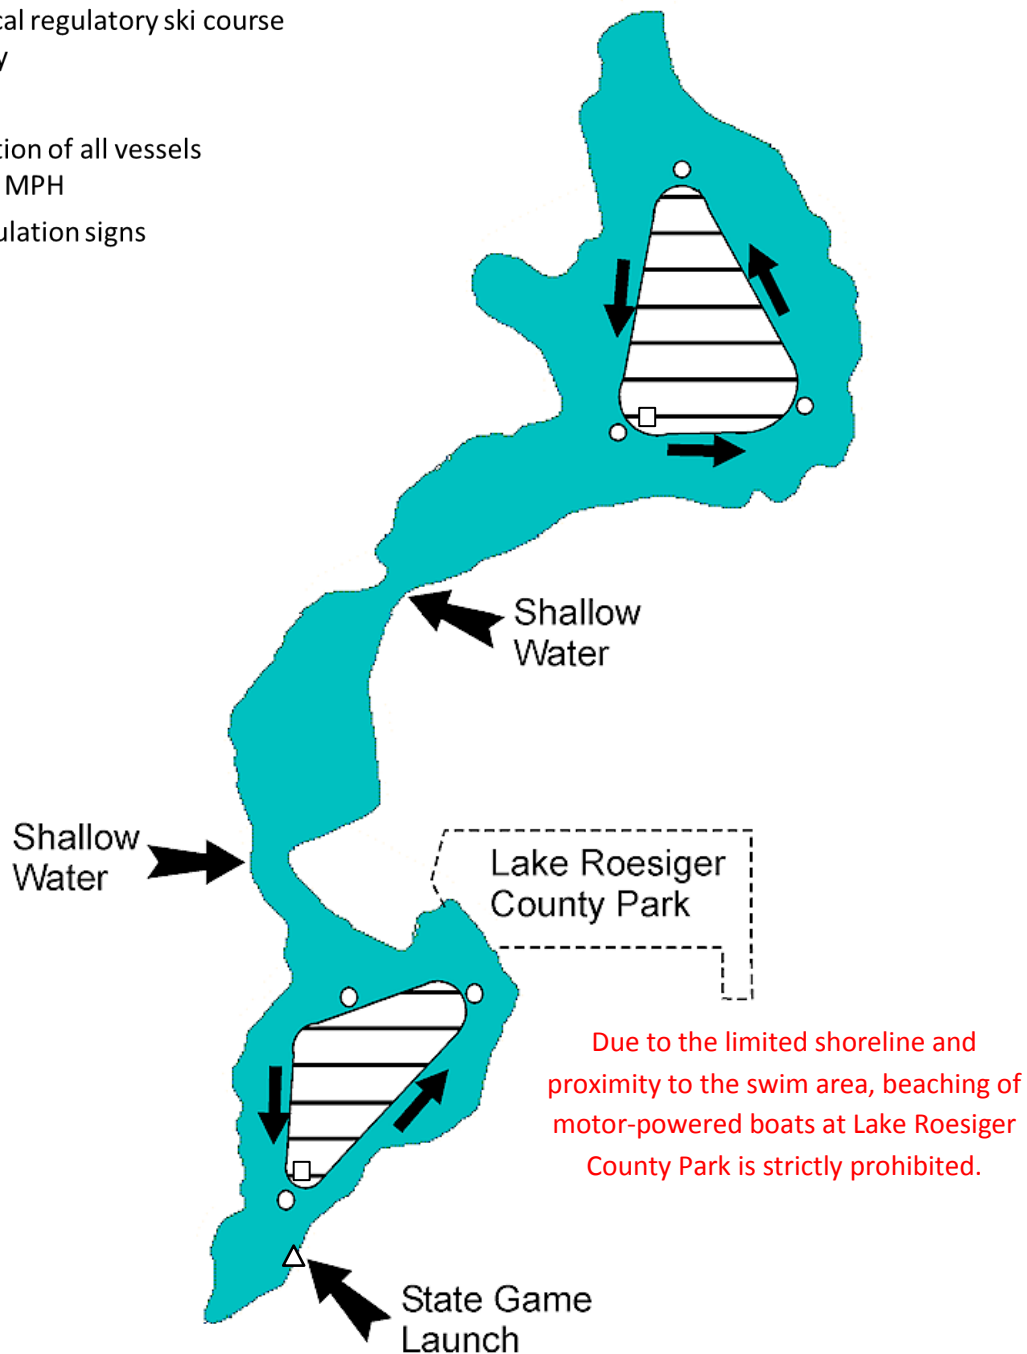 cal regulatory ski course
y
tion of all vessels
MPH
ulation signs
Shallow
Water
Shallow
Water
Lake Roesiger
County Park
Due to the limited shoreline and
proximity to the swim area, beaching of
motor-powered boats at Lake Roesiger
County Park is strictly prohibited.
State Game
Launch